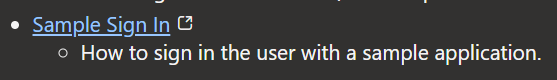 Sample Sign In
How to sign in the user with a sample application.